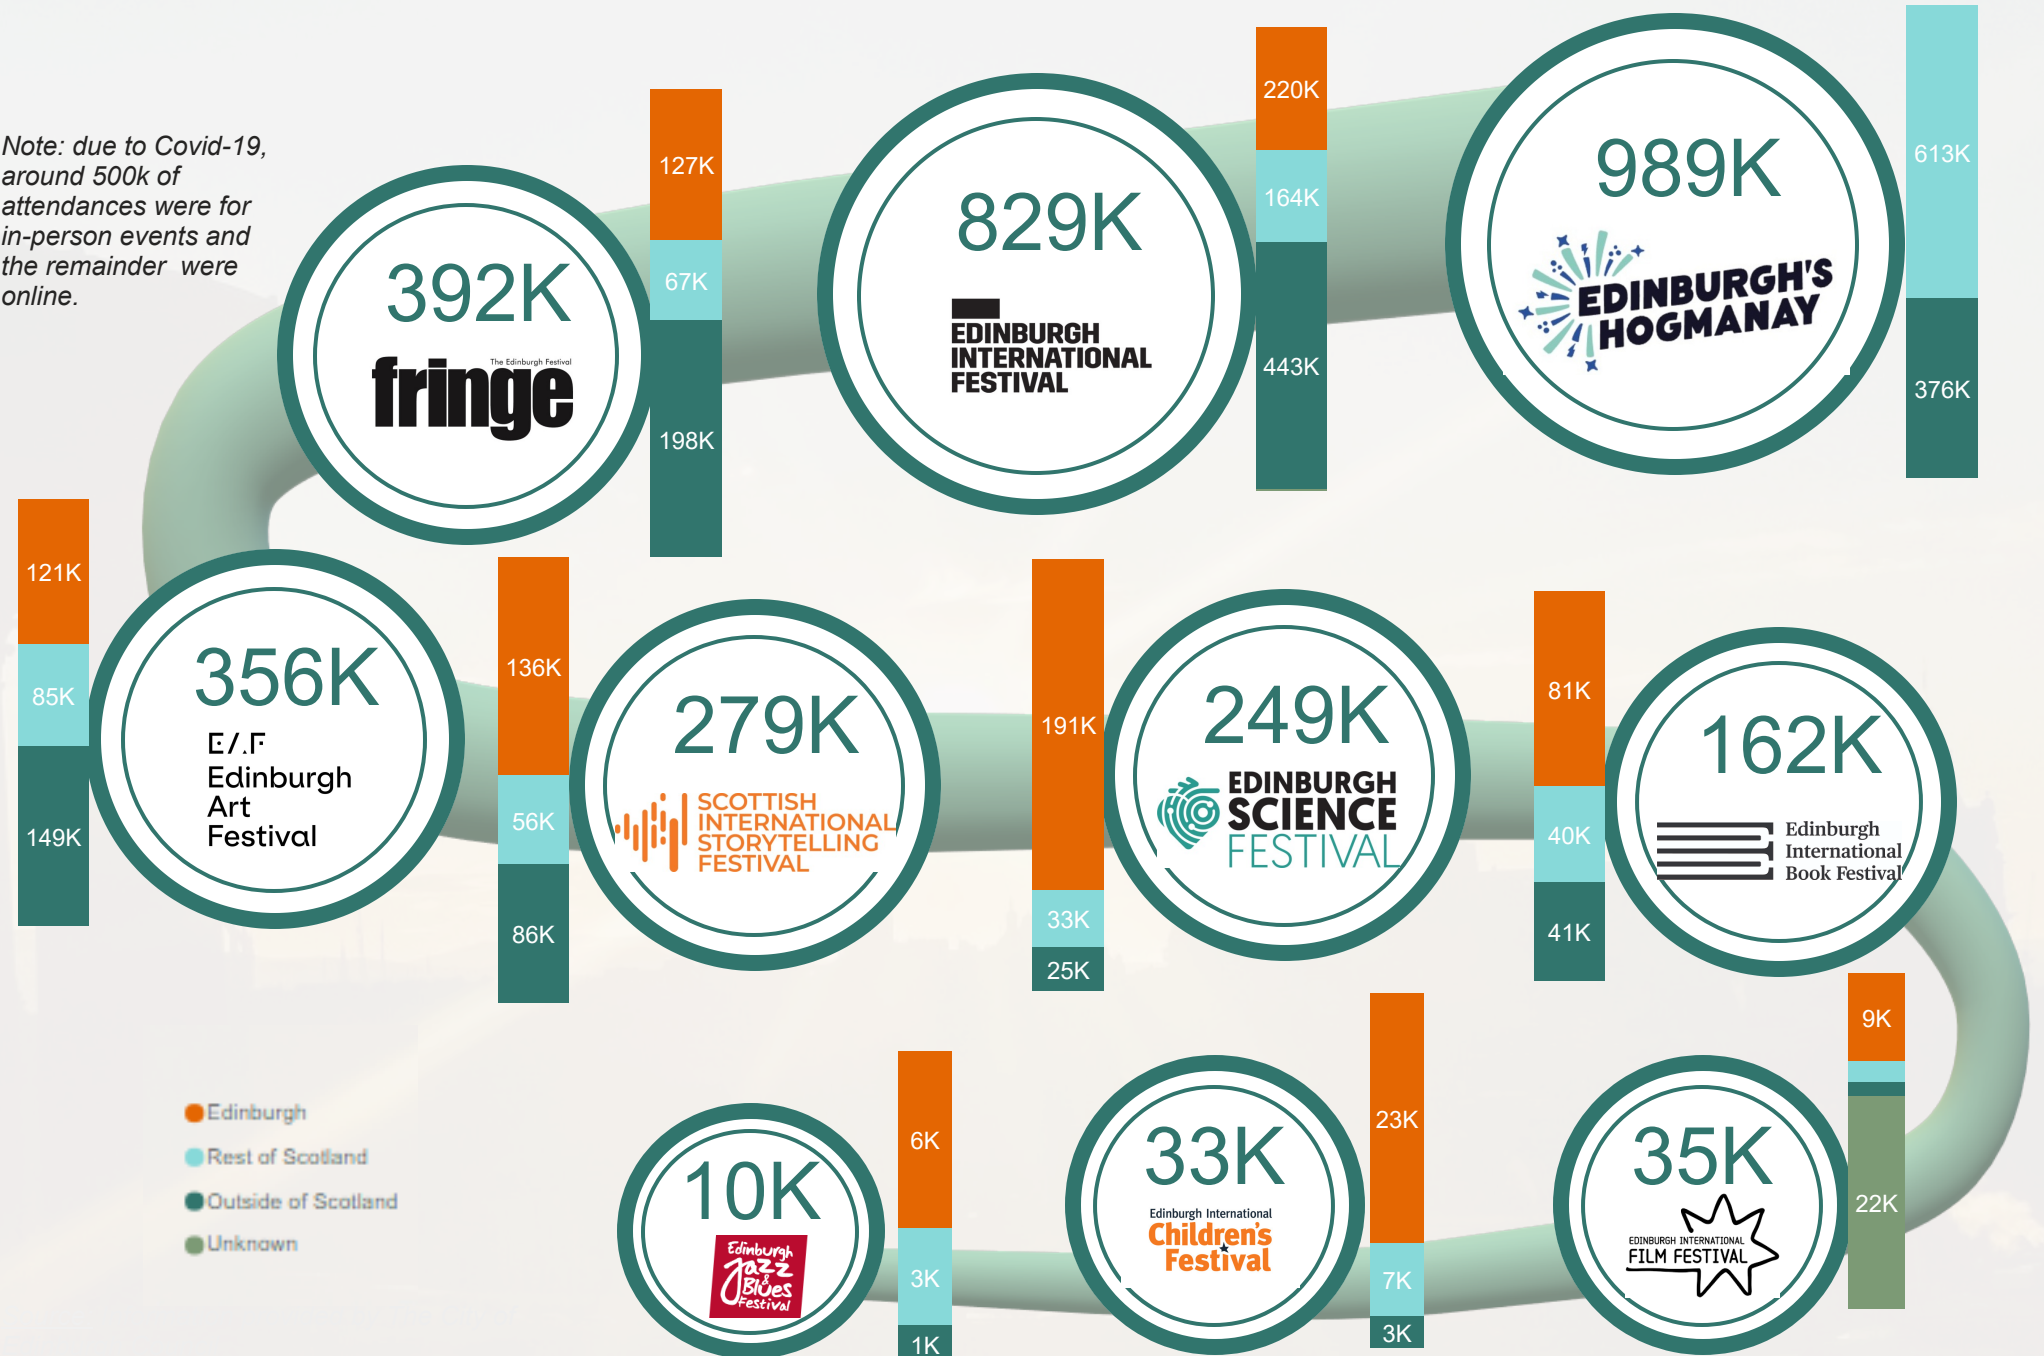 Note: due to Covid-19,
around 500k of
attendances were for
in-person events and
the remainder were
online.
392K
The Edinburgh Festival
fringe
127K
67K
198K
829K
EDINBURGH
INTERNATIONAL
FESTIVAL
220K
164K
443K
989K
EDINBURGH'S
HOGMANAY
613K
376K
121K
85K
149K
356K
E/.F
Edinburgh
Art
Festival
136K
56K
86K
279K
SCOTTISH
INTERNATIONAL
STORYTELLING
FESTIVAL
191K
33K
25K
249K
EDINBURGH
SCIENCE
FESTIVAL
81K
40K
41K
162K
Edinburgh
International
Book Festival
Edinburgh
Rest of Scotland
Outside of Scotland
Unknown
10K
Edinburgh
Jazz
&
Blues
Festival
6K
3K
1K
33K
Edinburgh International
Children's
Festival
23K
7K
3K
35K
EDINBURGH INTERNATIONAL
FILM FESTIVAL
9K
22K